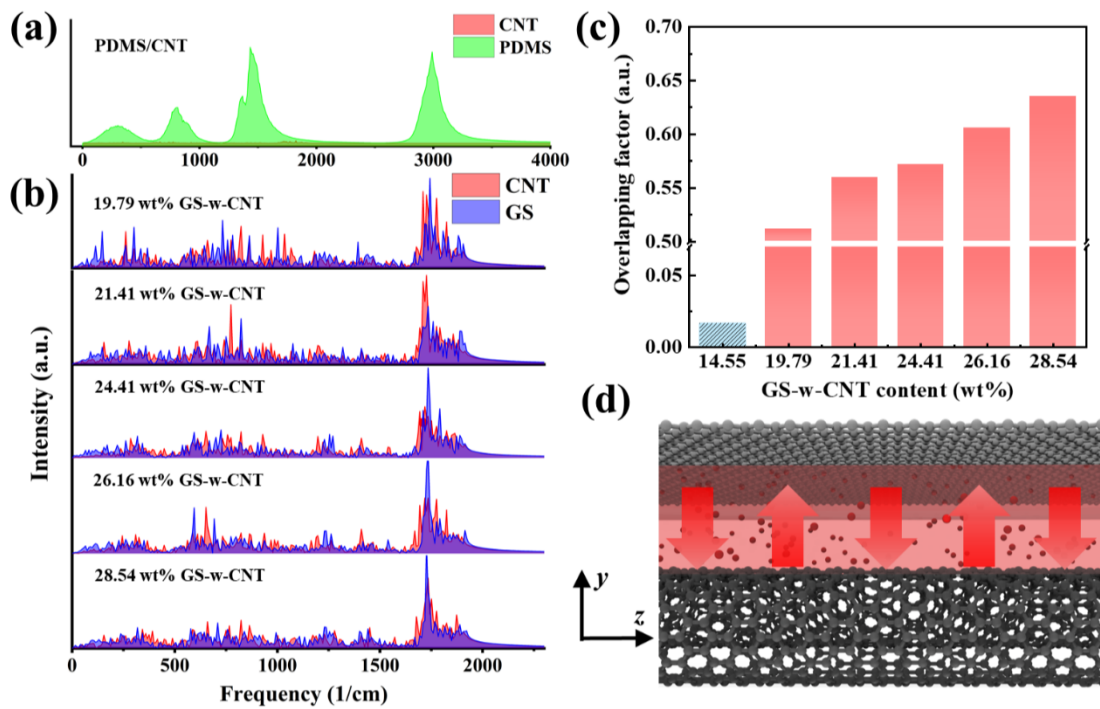 (a)
PDMS/CNT
CNT
PDMS
0
1000
2000
3000
4000
(b)
CNT
GS
19.79 wt% GS-w-CNT
21.41 wt% GS-w-CNT
24.41 wt% GS-w-CNT
26.16 wt% GS-w-CNT
28.54 wt% GS-w-CNT
Intensity (a.u.)
0
500
1000
1500
2000
Frequency (1/cm)
(c)
Overlapping factor (a.u.)
0.70
0.65
0.60
0.55
0.50
0.05
0.00
14.55
19.79
21.41
24.41
26.16
28.54
GS-w-CNT content (wt%)
(d)
y
z